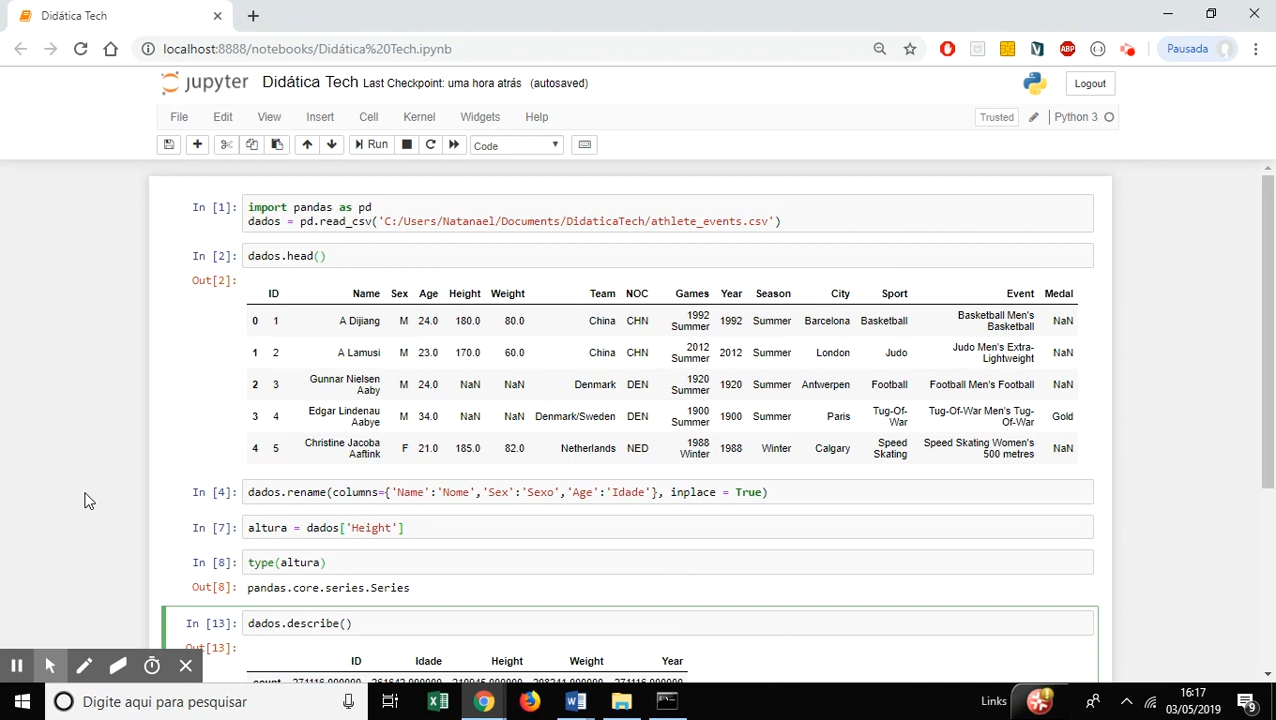 Didática Tech
localhost:8888/notebooks/Didática%20Tech.ipynb
ABP
Pausada
jupyter Didática Tech Last Checkpoint: uma hora atrás (autosaved)
Logout
File Edit View Insert Cell Kernel Widgets Help
Trusted Python 3
Run Code
In [1]: import pandas as pd
dados = pd.read_csv('C:/Users/Natanael/Documents/DidaticaTech/athlete_events.csv')
In [2]: dados.head()
Out[2]:
ID Name Sex Age Height Weight Team NOC Games Year Season City Sport Event Medal
0 1 A Dijiang M 24.0 180.0 80.0 China CHN 1992 Summer 1992 Summer Barcelona Basketball Basketball Men's Basketball NaN
1 2 A Lamusi M 23.0 170.0 60.0 China CHN 2012 Summer 2012 Summer London Judo Judo Men's Extra-Lightweight NaN
2 3 Gunnar Nielsen Aaby M 24.0 NaN NaN Denmark DEN 1920 Summer 1920 Summer Antwerpen Football Football Men's Football NaN
3 4 Edgar Lindenau Aabye M 34.0 NaN NaN Denmark/Sweden DEN 1900 Summer 1900 Summer Paris Tug-Of-War Tug-Of-War Men's Tug-Of-War Gold
4 5 Christine Jacoba Aaftink F 21.0 185.0 82.0 Netherlands NED 1988 Winter 1988 Winter Calgary Speed Skating Speed Skating Women's 500 metres NaN
In [4]: dados.rename(columns={'Name':'Nome','Sex':'Sexo','Age':'Idade'}, inplace = True)
In [7]: altura = dados['Height']
In [8]: type(altura)
Out[8]: pandas.core.series.Series
In [13]: dados.describe()
Out[13]:
ID Idade Height Weight Year
Digite aqui para pesquisar
Links
16:17
03/05/2019
9